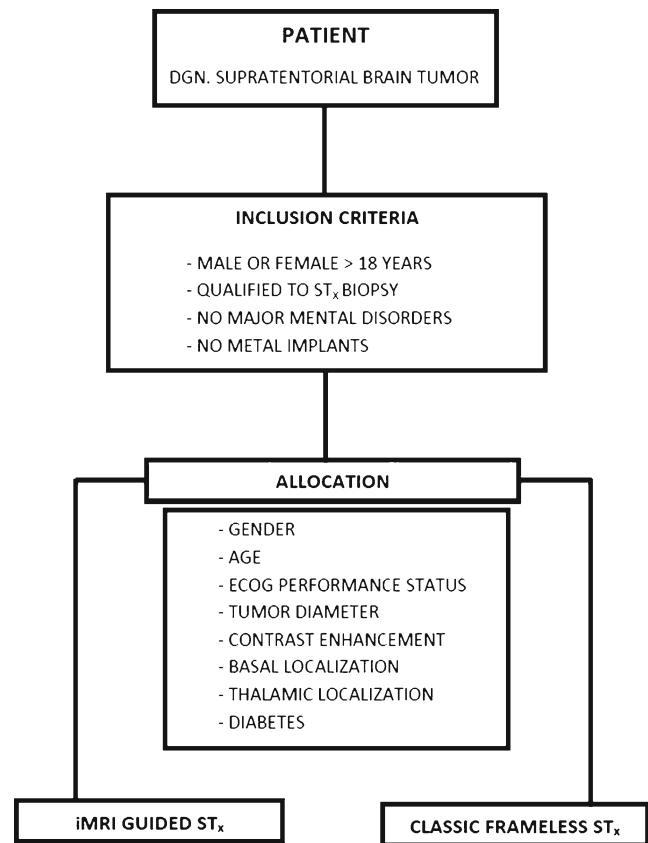 PATIENT
DGN. SUPRATENTORIAL BRAIN TUMOR
INCLUSION CRITERIA
- MALE OR FEMALE > 18 YEARS
- QUALIFIED TO STₓ BIOPSY
- NO MAJOR MENTAL DISORDERS
- NO METAL IMPLANTS
ALLOCATION
- GENDER
- AGE
- ECOG PERFORMANCE STATUS
- TUMOR DIAMETER
- CONTRAST ENHANCEMENT
- BASAL LOCALIZATION
- THALAMIC LOCALIZATION
- DIABETES
iMRI GUIDED STₓ
CLASSIC FRAMELESS STₓ